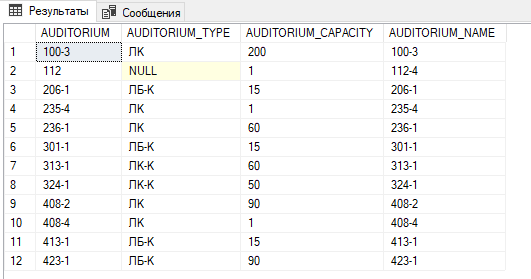 Результаты Сообщения
AUDITORIUM AUDITORIUM_TYPE AUDITORIUM_CAPACITY AUDITORIUM_NAME
1 100-3 ЛК 200 100-3
2 112 NULL 1 112-4
3 206-1 ЛБ-К 15 206-1
4 235-4 ЛК 1 235-4
5 236-1 ЛК 60 236-1
6 301-1 ЛБ-К 15 301-1
7 313-1 ЛК-К 60 313-1
8 324-1 ЛК-К 50 324-1
9 408-2 ЛК 90 408-2
10 408-4 ЛК 1 408-4
11 413-1 ЛБ-К 15 413-1
12 423-1 ЛБ-К 90 423-1